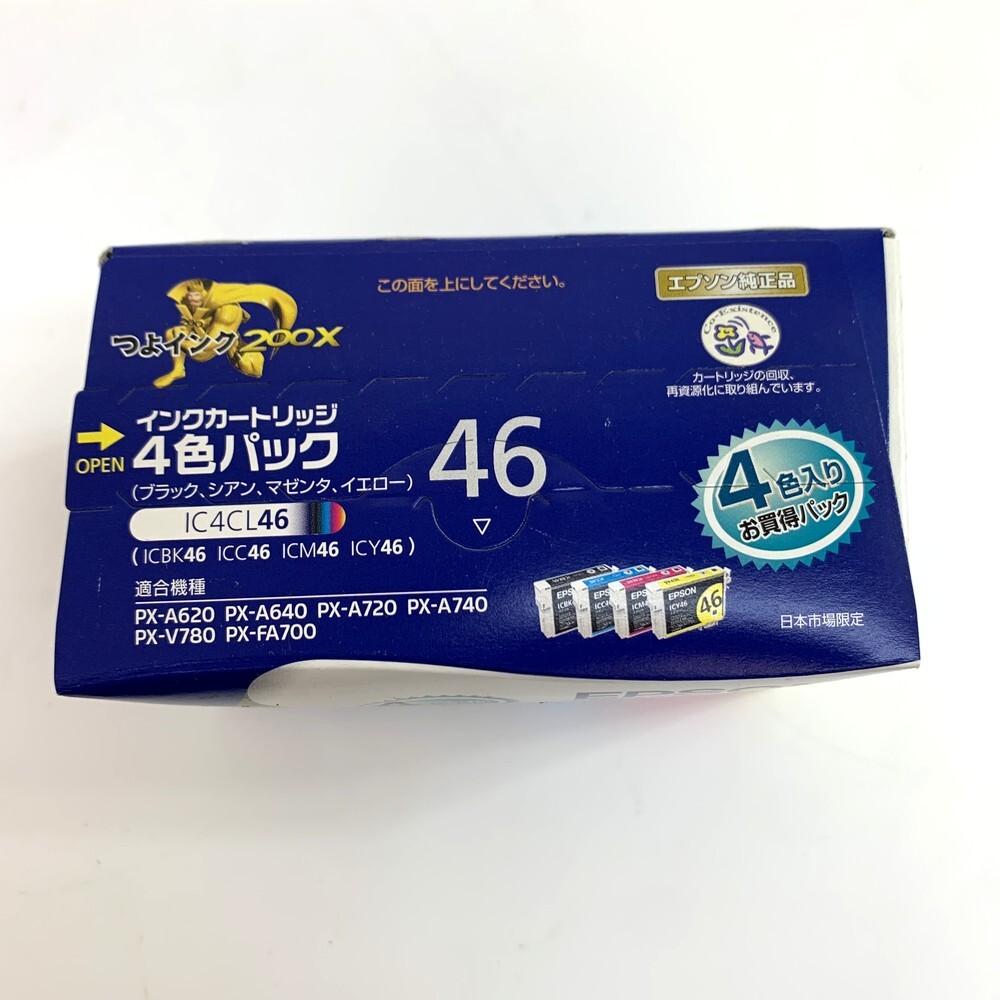 この面を上にしてください。
エプソン純正品
Co-Existence
カートリッジの回収、
再資源化に取り組んでいます。
つよインク200X
OPEN
インクカートリッジ
4色パック
(ブラック、シアン、マゼンタ、イエロー)
46
IC4CL46
(ICBK46 ICC46 ICM46 ICY46)
4色入り
お買得パック
適合機種
PX-A620 PX-A640 PX-A720 PX-A740
PX-V780 PX-FA700
EPSON
ICY46
46
日本市場限定